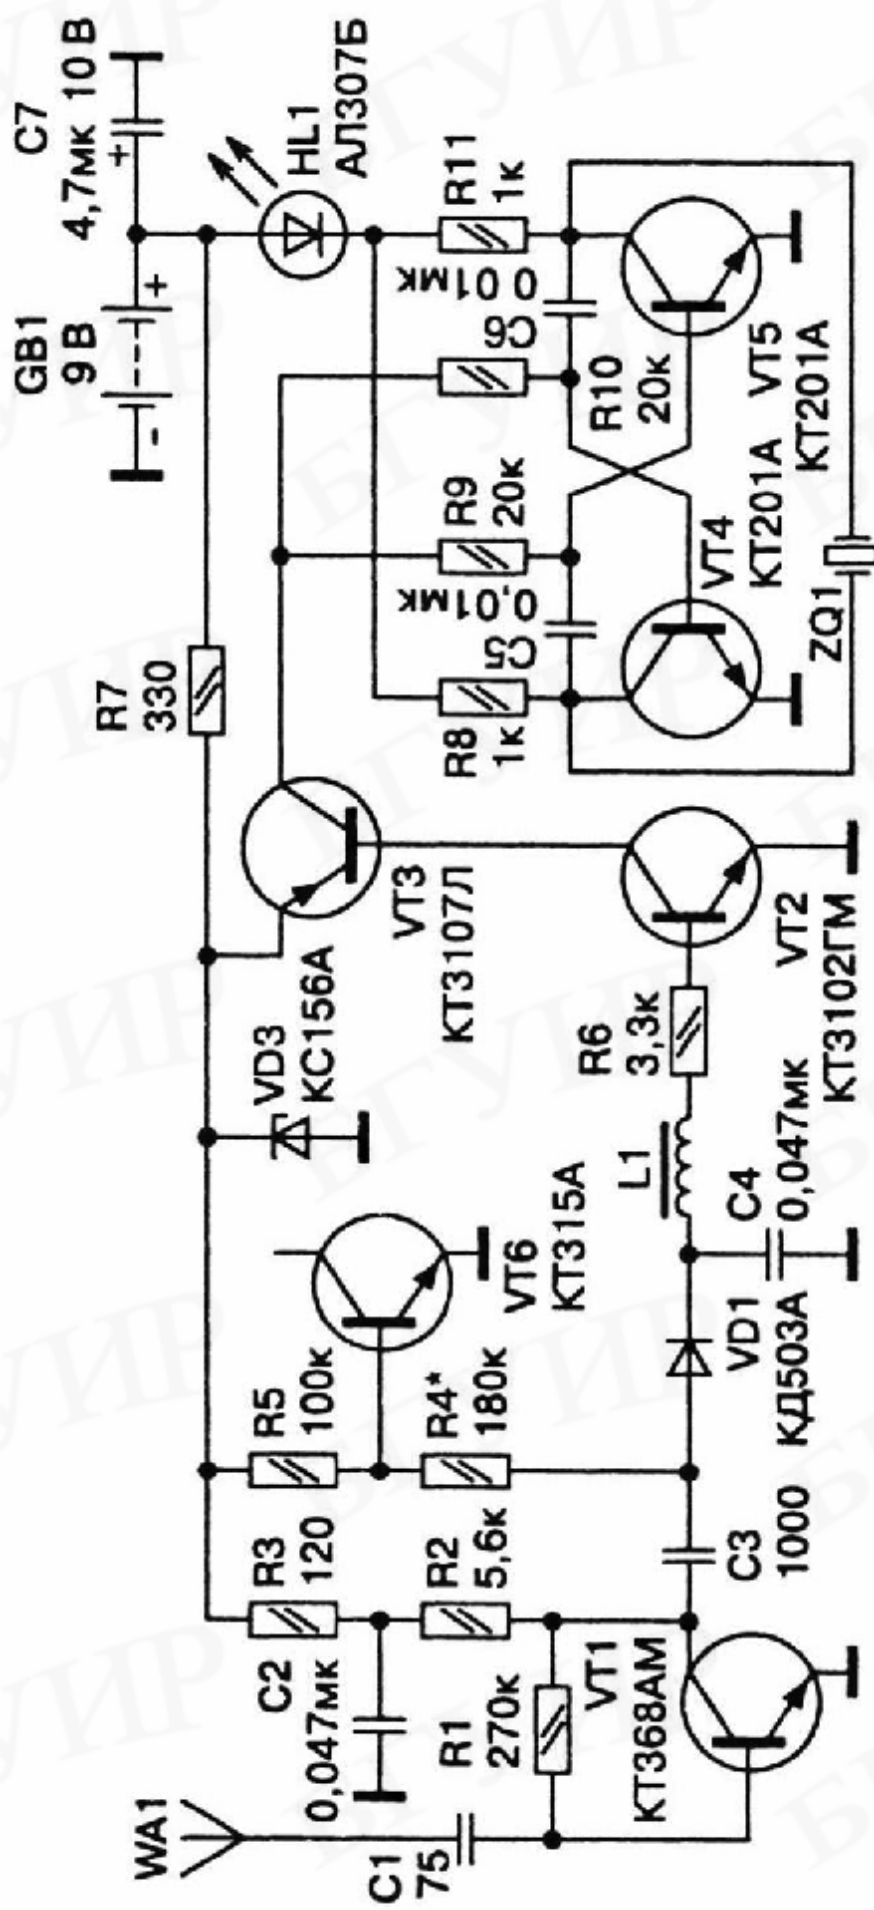 WA1
C1
75
C2
0,047мк
R3
120
R5
100к
R1
270к
R2
5,6к
R4*
180к
VT1
КТ368АМ
C3
1000
VT6
КТ315А
VD1
КД503А
VD3
КС156А
L1
C4
0,047мк
R6
3,3к
VT3
КТ3107Л
VT2
КТ3102ГМ
R7
330
GB1
9 В
-
+
C7
4,7мк 10 В
+
HL1
АЛ307Б
R8
1к
C5
0,01мк
R9
20к
R10
20к
C6
0,01мк
R11
1к
VT4
КТ201А
VT5
КТ201А
ZQ1
БГУИР